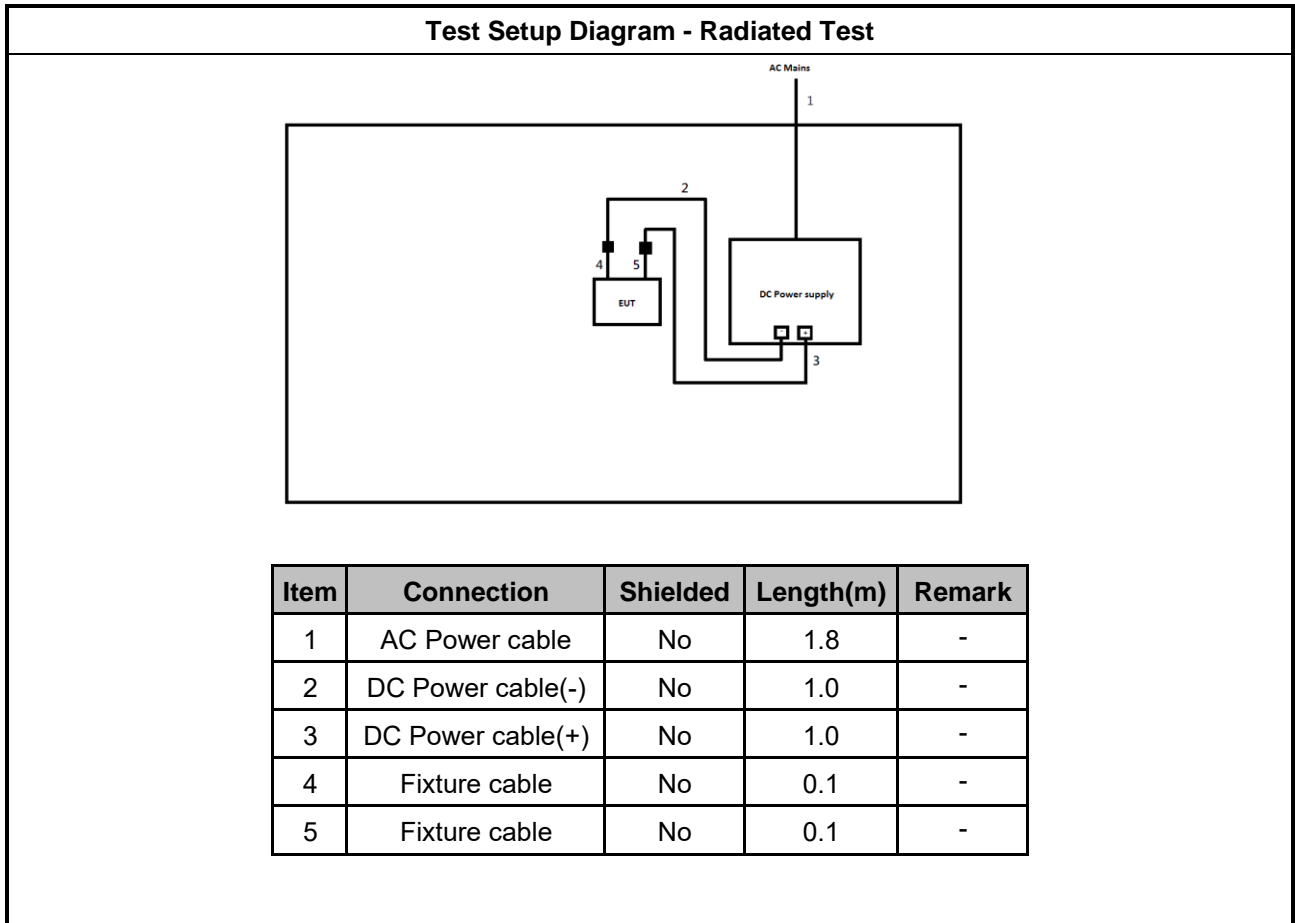 Test Setup Diagram - Radiated Test
AC Mains
1
2
4
5
EUT
DC Power supply
- +
3
Item Connection Shielded Length(m) Remark
1 AC Power cable No 1.8 -
2 DC Power cable(-) No 1.0 -
3 DC Power cable(+) No 1.0 -
4 Fixture cable No 0.1 -
5 Fixture cable No 0.1 -